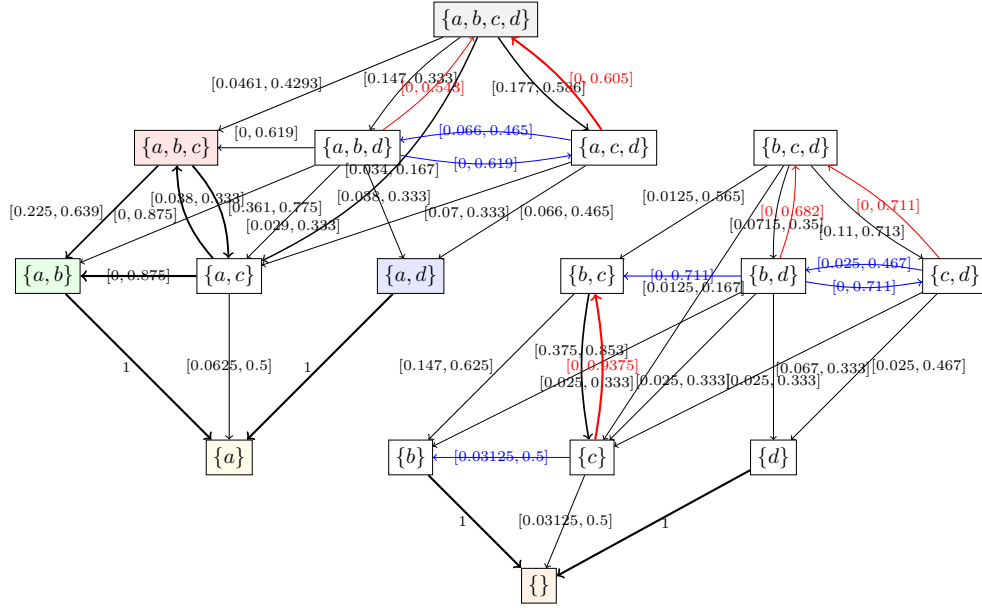 {a, b, c, d}
[0.0461, 0.4293]
[0.147, 0.333]
[0, 0.543]
[0.177, 0.586]
[0, 0.605]
[0, 0.619]
[0.066, 0.465]
[0, 0.619]
{a, b, c}
{a, b, d}
{a, c, d}
{b, c, d}
[0.034, 0.167]
[0.225, 0.639]
[0, 0.875]
[0.038, 0.333]
[0.361, 0.775]
[0.029, 0.333]
[0.038, 0.333]
[0.07, 0.333]
[0.066, 0.465]
[0.0125, 0.565]
[0.0715, 0.35]
[0, 0.682]
[0.11, 0.713]
[0, 0.711]
{a, b}
[0, 0.875]
{a, c}
{a, d}
{b, c}
[0, 0.711]
[0.0125, 0.167]
{b, d}
[0.025, 0.467]
[0, 0.711]
{c, d}
1
[0.0625, 0.5]
1
[0.147, 0.625]
[0.375, 0.853]
[0, 0.9375]
[0.025, 0.333]
[0.025, 0.333]
[0.067, 0.333]
[0.025, 0.333]
[0.025, 0.467]
{a}
{b}
[0.03125, 0.5]
{c}
{d}
1
[0.03125, 0.5]
1
{}